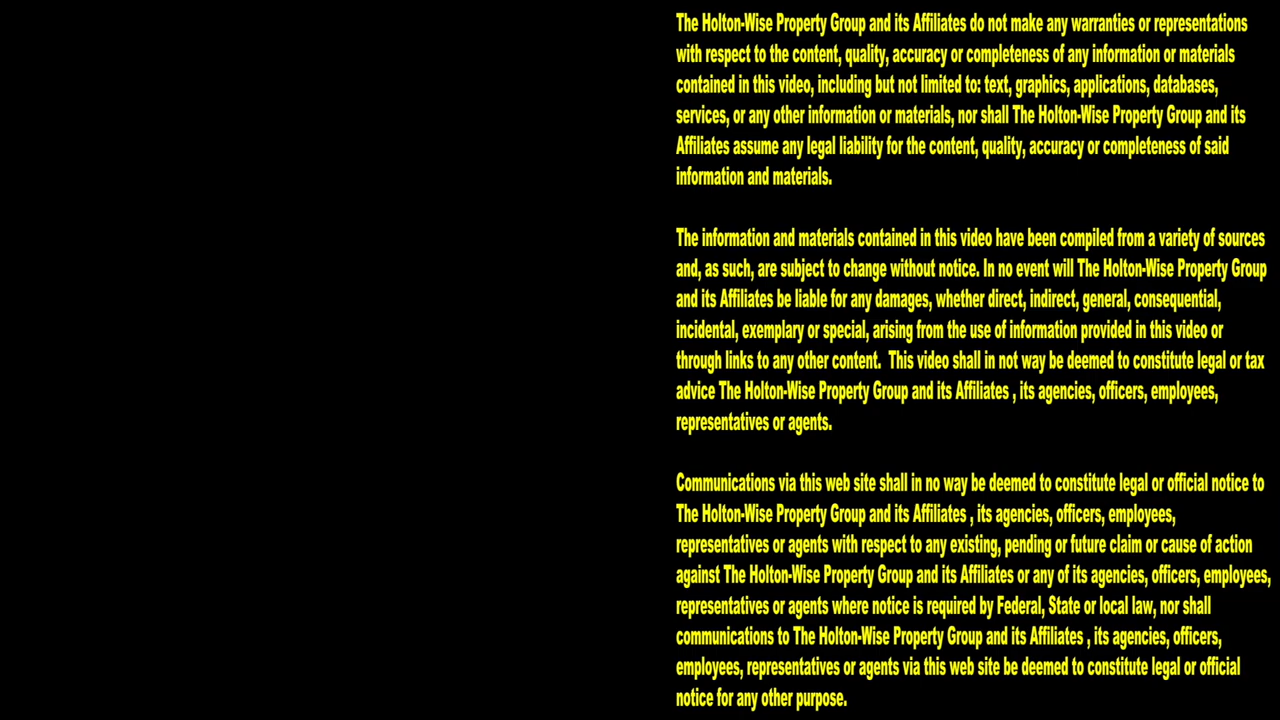 The Holton-Wise Property Group and its Affiliates do not make any warranties or representations
with respect to the content, quality, accuracy or completeness of any information or materials
contained in this video, including but not limited to: text, graphics, applications, databases,
services, or any other information or materials, nor shall The Holton-Wise Property Group and its
Affiliates assume any legal liability for the content, quality, accuracy or completeness of said
information and materials.
The information and materials contained in this video have been compiled from a variety of sources
and, as such, are subject to change without notice. In no event will The Holton-Wise Property Group
and its Affiliates be liable for any damages, whether direct, indirect, general, consequential,
incidental, exemplary or special, arising from the use of information provided in this video or
through links to any other content.  This video shall in not way be deemed to constitute legal or tax
advice The Holton-Wise Property Group and its Affiliates , its agencies, officers, employees,
representatives or agents.
Communications via this web site shall in no way be deemed to constitute legal or official notice to
The Holton-Wise Property Group and its Affiliates , its agencies, officers, employees,
representatives or agents with respect to any existing, pending or future claim or cause of action
against The Holton-Wise Property Group and its Affiliates or any of its agencies, officers, employees,
representatives or agents where notice is required by Federal, State or local law, nor shall
communications to The Holton-Wise Property Group and its Affiliates , its agencies, officers,
employees, representatives or agents via this web site be deemed to constitute legal or official
notice for any other purpose.